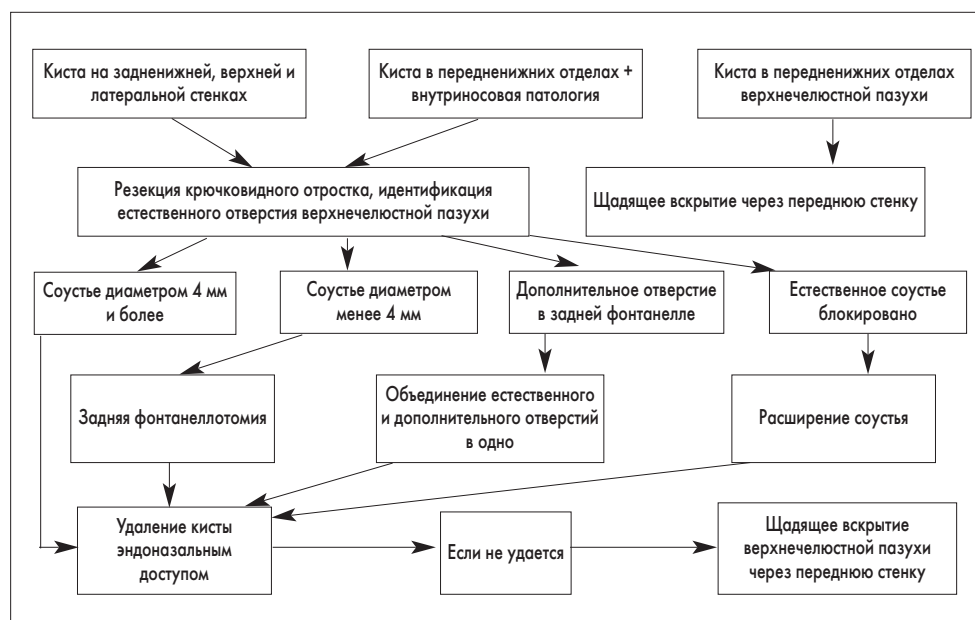 Киста на задненижней, верхней и
латеральной стенках
Киста в передненижних отделах +
внутриносовая патология
Киста в передненижних отделах
верхнечелюстной пазухи
Резекция крючковидного отростка, идентификация
естественного отверстия верхнечелюстной пазухи
Щадящее вскрытие через переднюю стенку
Соустье диаметром 4 мм
и более
Соустье диаметром
менее 4 мм
Дополнительное отверстие
в задней фонтанелле
Естественное соустье
блокировано
Задняя фонтанеллотомия
Объединение естественного
и дополнительного отверстий
в одно
Расширение соустья
Удаление кисты
эндоназальным
доступом
Если не удается
Щадящее вскрытие
верхнечелюстной пазухи
через переднюю стенку